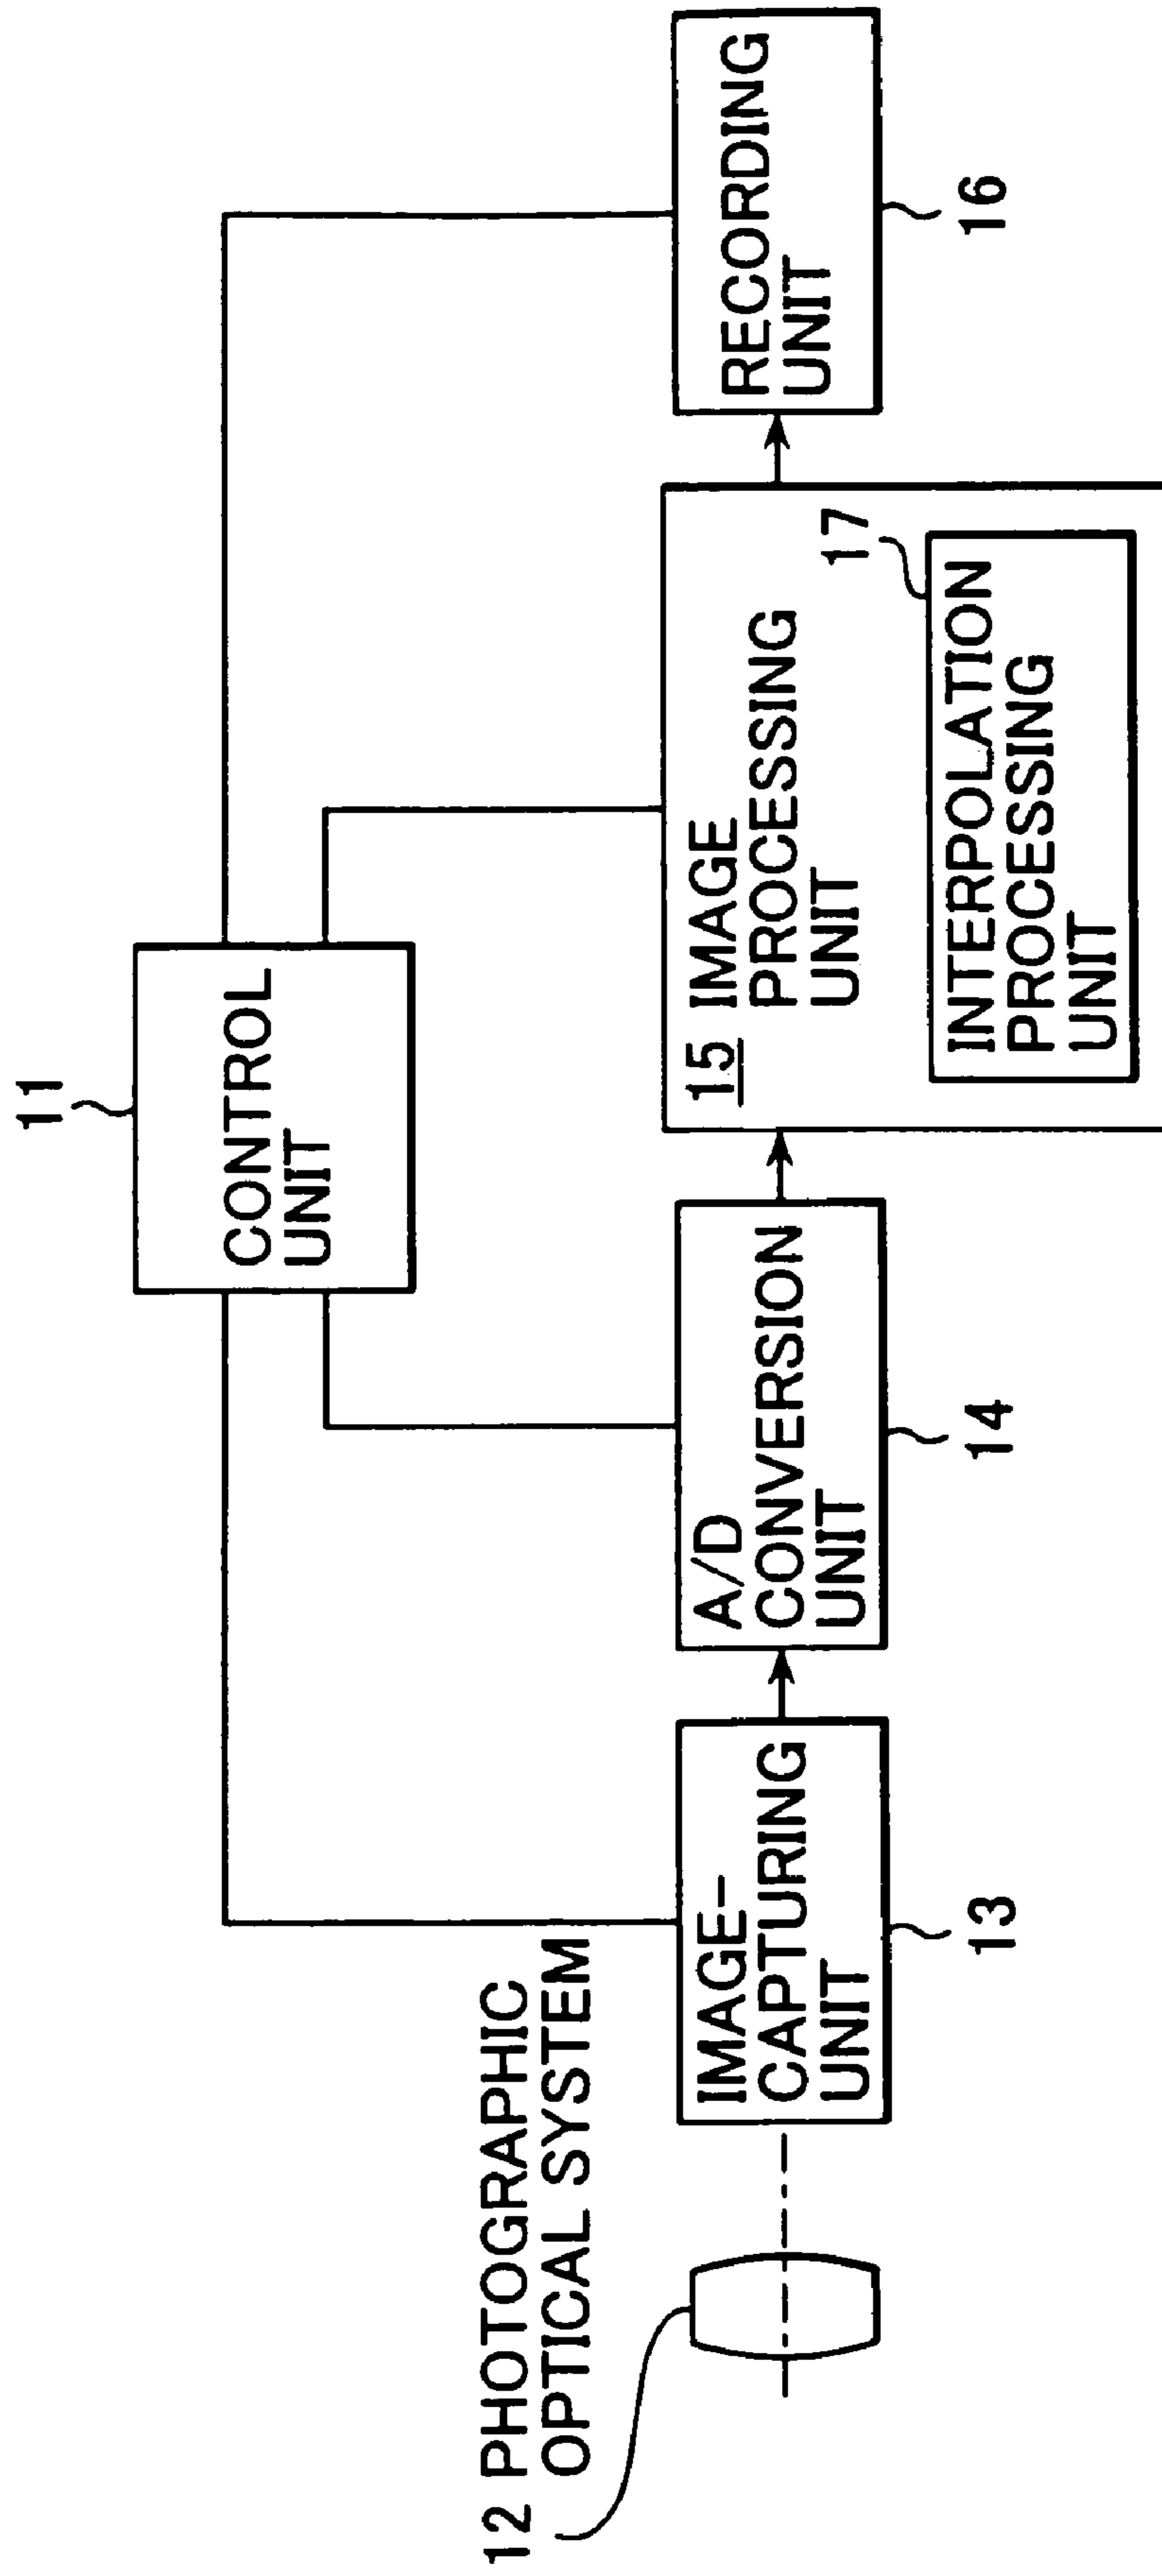 11
CONTROL
UNIT
12 PHOTOGRAPHIC
OPTICAL SYSTEM
IMAGE-
CAPTURING
UNIT
13
A/D
CONVERSION
UNIT
14
15 IMAGE
PROCESSING
UNIT
17
INTERPOLATION
PROCESSING
UNIT
RECORDING
UNIT
16